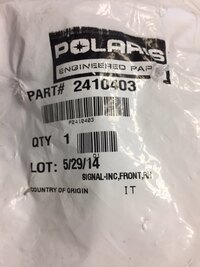 POLARIS
ENGINEERED PAR
PART# 2410403
P2410403
QTY 1
LOT: 5/29/14
SIGNAL-INC,FRONT,RH
COUNTRY OF ORIGIN IT